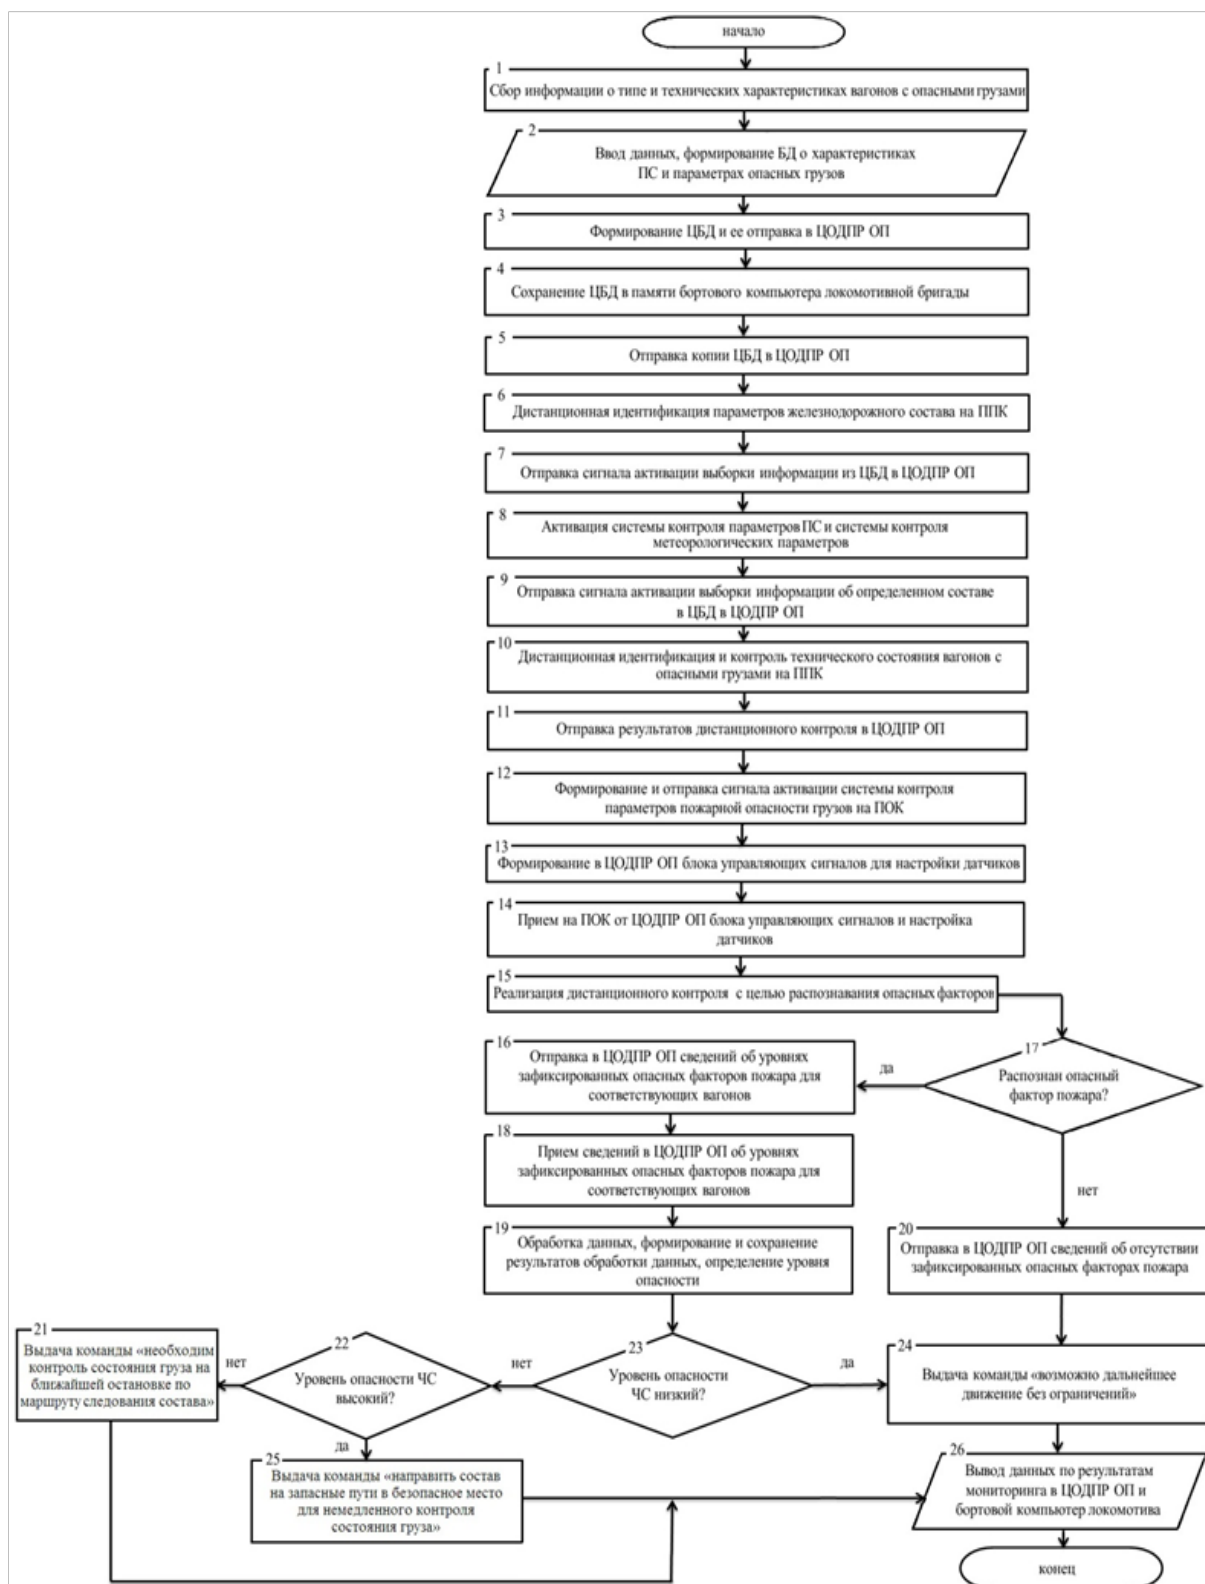 начало
1
Сбор информации о типе и технических характеристиках вагонов с опасными грузами
2
Ввод данных, формирование БД о характеристиках
ПС и параметрах опасных грузов
3
Формирование ЦБД и ее отправка в ЦОДПР ОП
4
Сохранение ЦБД в памяти бортового компьютера локомотивной бригады
5
Отправка копии ЦБД в ЦОДПР ОП
6
Дистанционная идентификация параметров железнодорожного состава на ППК
7
Отправка сигнала активации выборки информации из ЦБД в ЦОДПР ОП
8
Активация системы контроля параметров ПС и системы контроля
метеорологических параметров
9
Отправка сигнала активации выборки информации об определенном составе
в ЦБД в ЦОДПР ОП
10
Дистанционная идентификация и контроль технического состояния вагонов с
опасными грузами на ППК
11
Отправка результатов дистанционного контроля в ЦОДПР ОП
12
Формирование и отправка сигнала активации системы контроля
параметров пожарной опасности грузов на ПОК
13
Формирование в ЦОДПР ОП блока управляющих сигналов для настройки датчиков
14
Прием на ПОК от ЦОДПР ОП блока управляющих сигналов и настройка
датчиков
15
Реализация дистанционного контроля с целью распознавания опасных факторов
16
Отправка в ЦОДПР ОП сведений об уровнях
зафиксированных опасных факторов пожара для
соответствующих вагонов
да
17
Распознан опасный
фактор пожара?
18
Прием сведений в ЦОДПР ОП об уровнях
зафиксированных опасных факторов пожара для
соответствующих вагонов
нет
19
Обработка данных, формирование и сохранение
результатов обработки данных, определение уровня
опасности
20
Отправка в ЦОДПР ОП сведений об отсутствии
зафиксированных опасных факторах пожара
21
Выдача команды «необходим
контроль состояния груза на
ближайшей остановке по
маршруту следования состава»
нет
22
Уровень опасности ЧС
высокий?
нет
23
Уровень опасности
ЧС низкий?
да
24
Выдача команды «возможно дальнейшее
движение без ограничений»
да
25
Выдача команды «направить состав
на запасные пути в безопасное место
для немедленного контроля
состояния груза»
26
Вывод данных по результатам
мониторинга в ЦОДПР ОП и
бортовой компьютер локомотива
конец